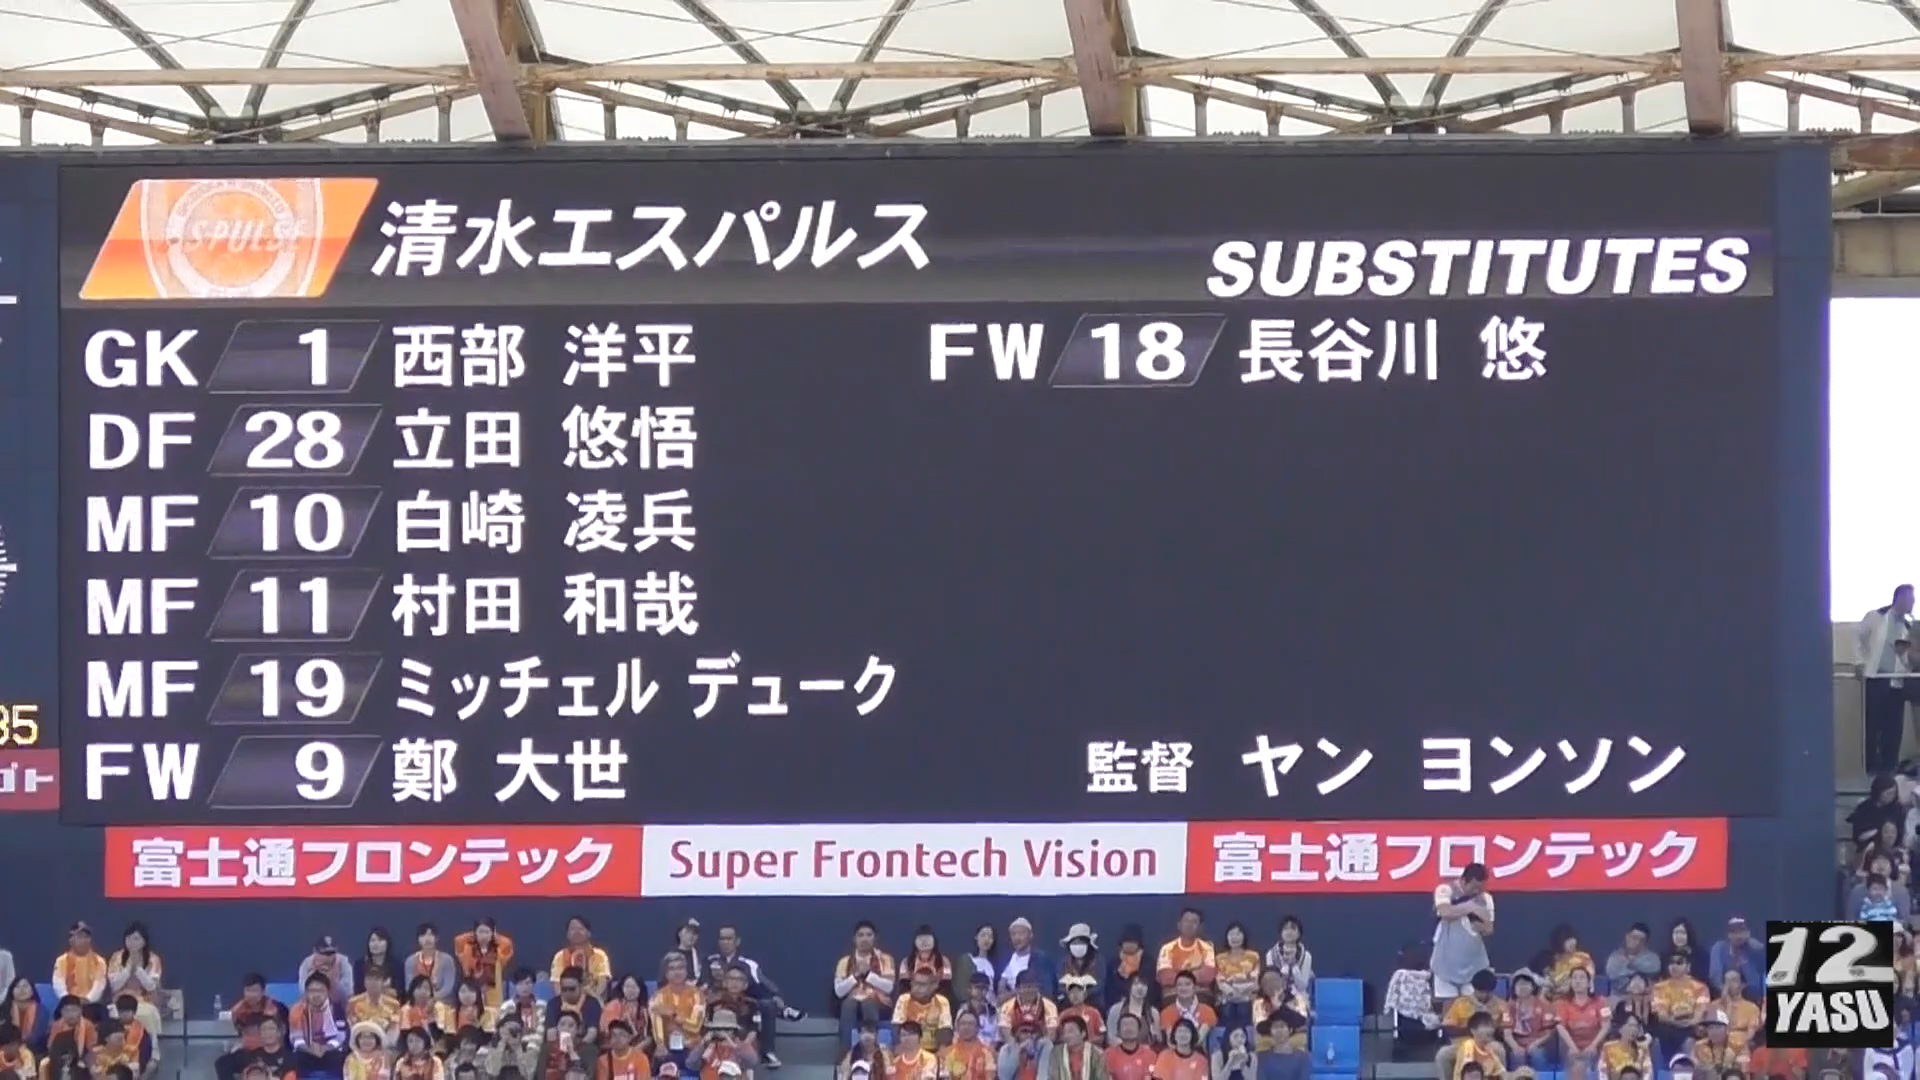 S-PULSE
清水エスパルス
SUBSTITUTES
GK 1 西部 洋平
FW 18 長谷川 悠
DF 28 立田 悠悟
MF 10 白崎 凌兵
MF 11 村田 和哉
MF 19 ミッチェル デューク
FW 9 鄭 大世
監督 ヤン ヨンソン
35
富士通フロンテック Super Frontech Vision 富士通フロンテック
12
YASU